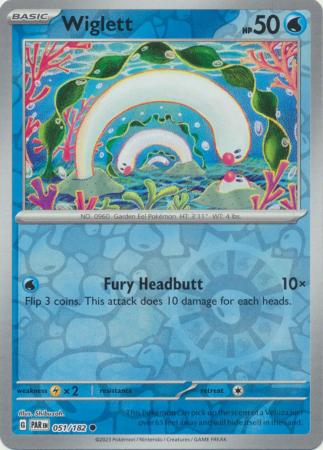 BASIC
Wiglett
HP 50
NO. 0960 Garden Eel Pokémon HT: 3'11" WT: 4 lbs.
Fury Headbutt 10×
Flip 3 coins. This attack does 10 damage for each heads.
weakness ×2 resistance retreat
Illus. Shibuzoh.
This Pokémon can pick up the scent of a Veluza just
over 65 feet away and will hide itself in the sand.
G PAR EN 051/182
©2023 Pokémon / Nintendo / Creatures / GAME FREAK